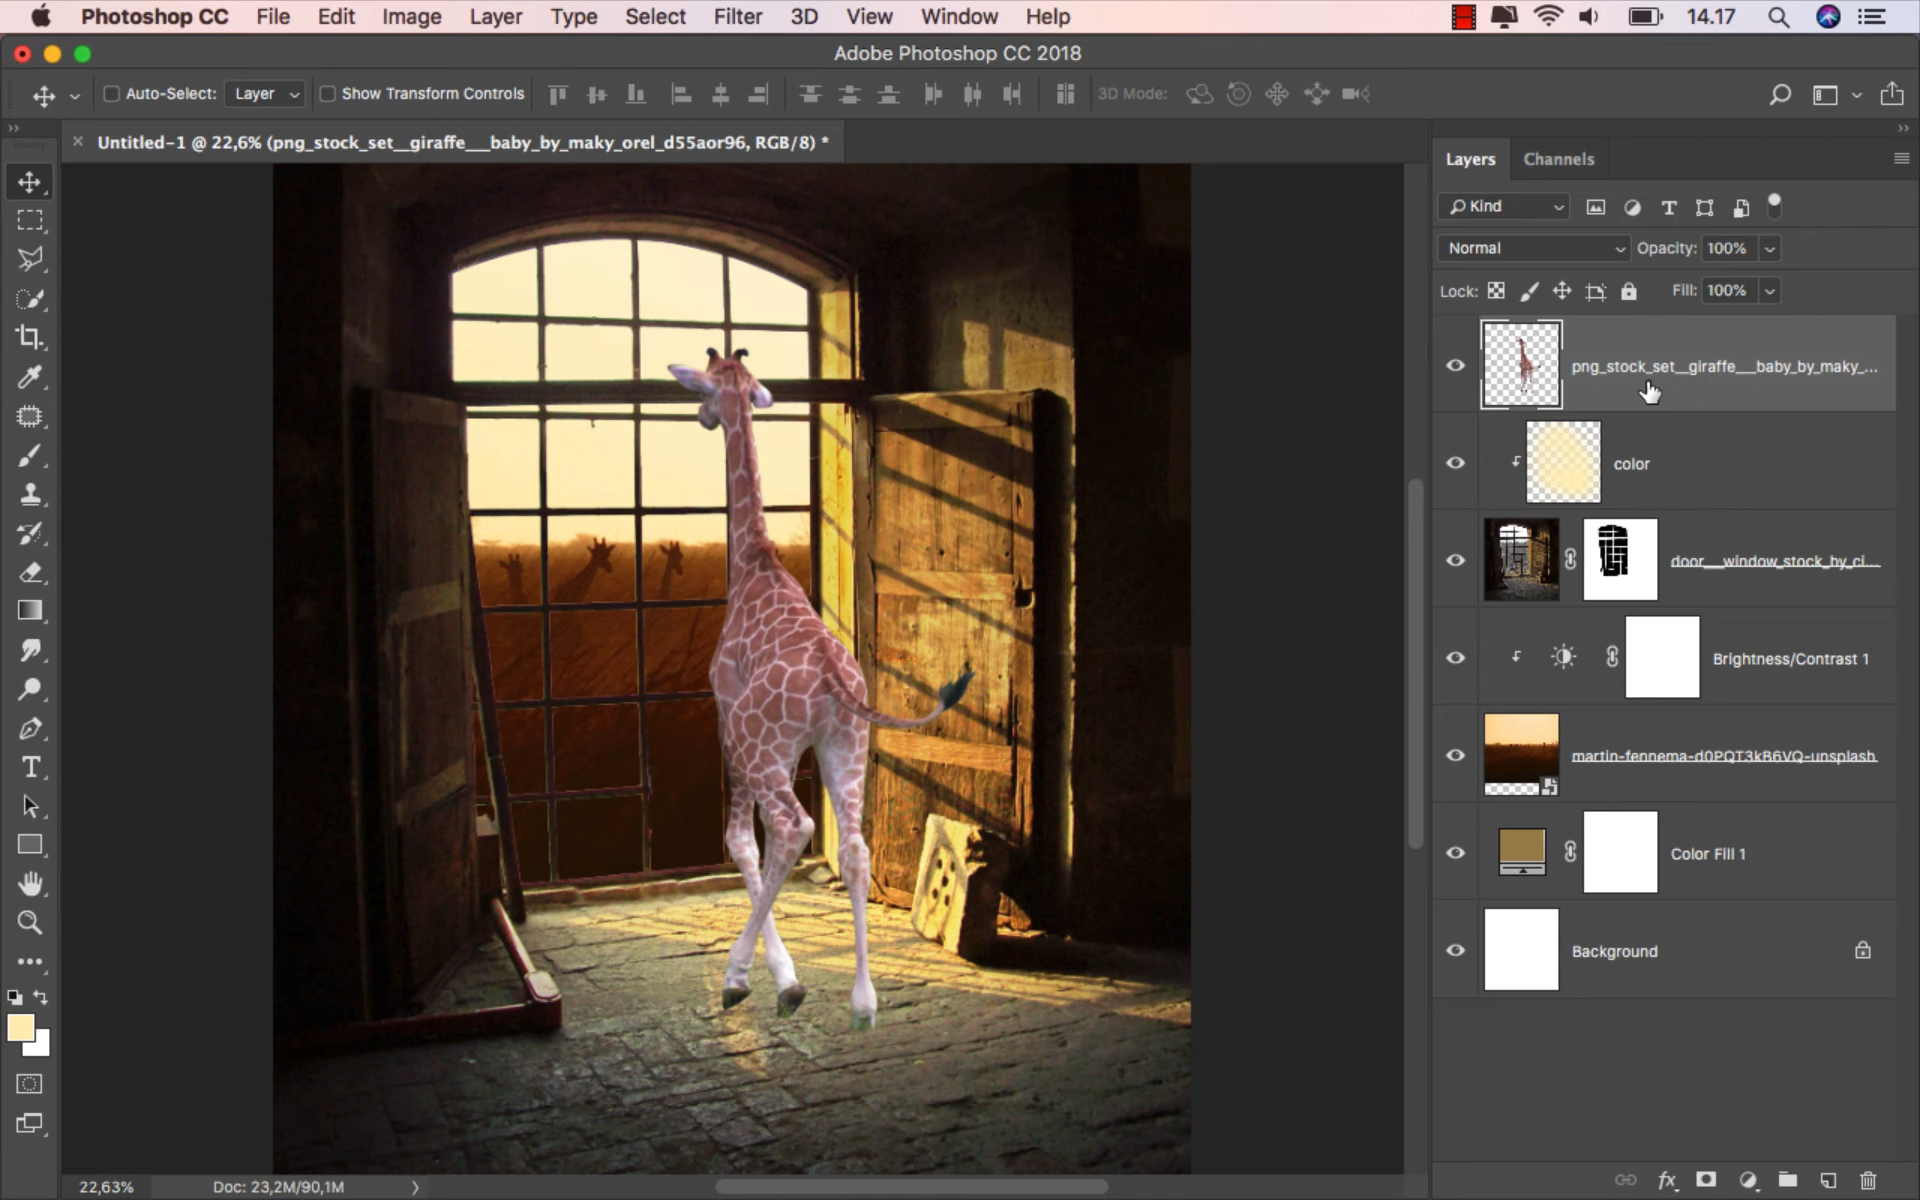 Photoshop CC File Edit Image Layer Type Select Filter 3D View Window Help 14.17
Adobe Photoshop CC 2018
Auto-Select: Layer Show Transform Controls 3D Mode:
Untitled-1 @ 22,6% (png_stock_set__giraffe___baby_by_maky_orel_d55aor96, RGB/8) *
Layers Channels
Kind
Normal Opacity: 100%
Lock: Fill: 100%
png_stock_set__giraffe___baby_by_maky_...
color
door___window_stock_by_ci...
Brightness/Contrast 1
martin-fennema-d0PQT3kB6VQ-unsplash
Color Fill 1
Background
22,63% Doc: 23,2M/90,1M